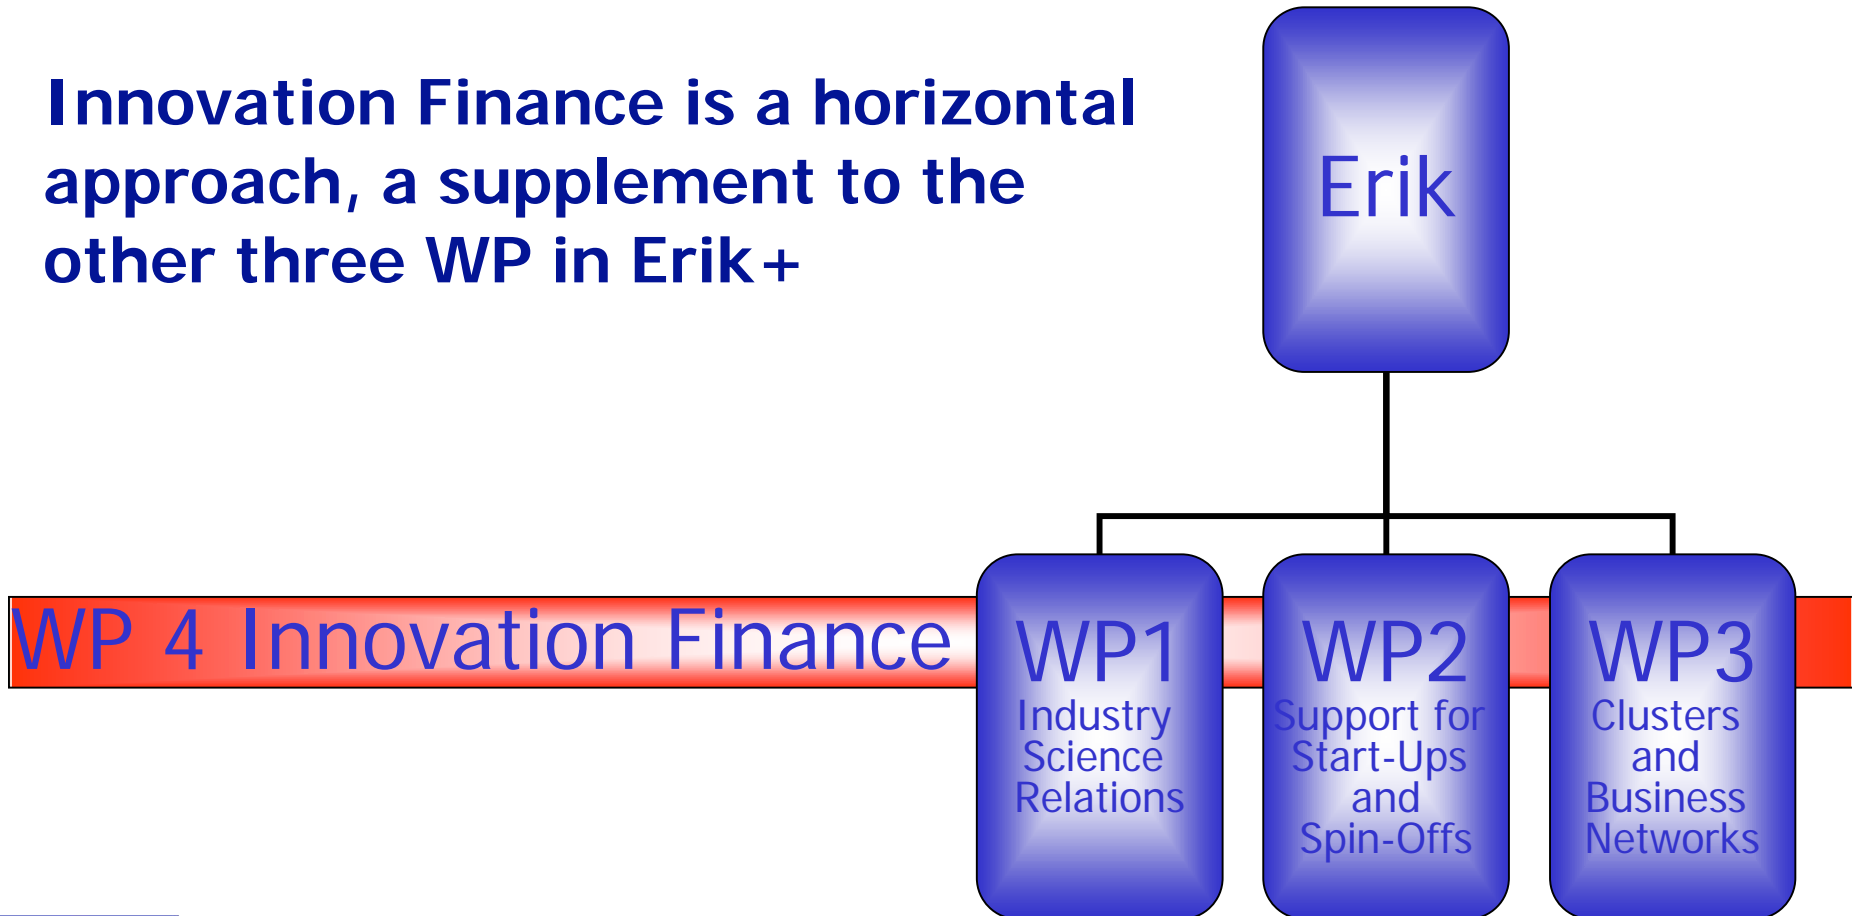 Innovation Finance is a horizontal
approach, a supplement to the
other three WP in Erik+
Erik
WP 4 Innovation Finance
WP1
Industry
Science
Relations
WP2
Support for
Start-Ups
and
Spin-Offs
WP3
Clusters
and
Business
Networks